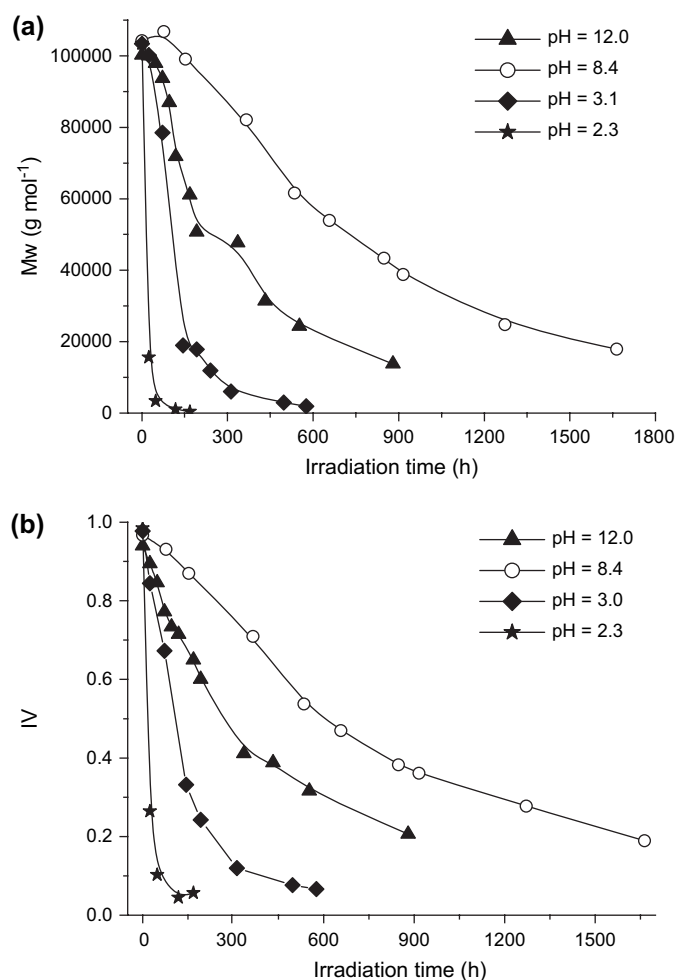 (a)
100000
80000
60000
40000
20000
0
Mw (g mol⁻¹)
pH = 12.0
pH = 8.4
pH = 3.1
pH = 2.3
0 300 600 900 1200 1500 1800
Irradiation time (h)
(b)
1.0
0.8
0.6
0.4
0.2
0.0
IV
pH = 12.0
pH = 8.4
pH = 3.0
pH = 2.3
0 300 600 900 1200 1500
Irradiation time (h)